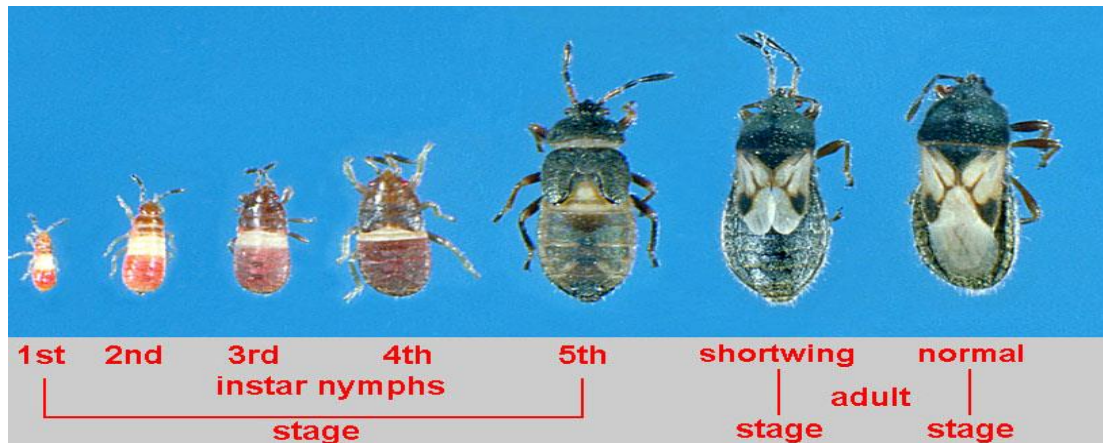 1st 2nd 3rd 4th 5th shortwing normal
instar nymphs adult
stage stage stage